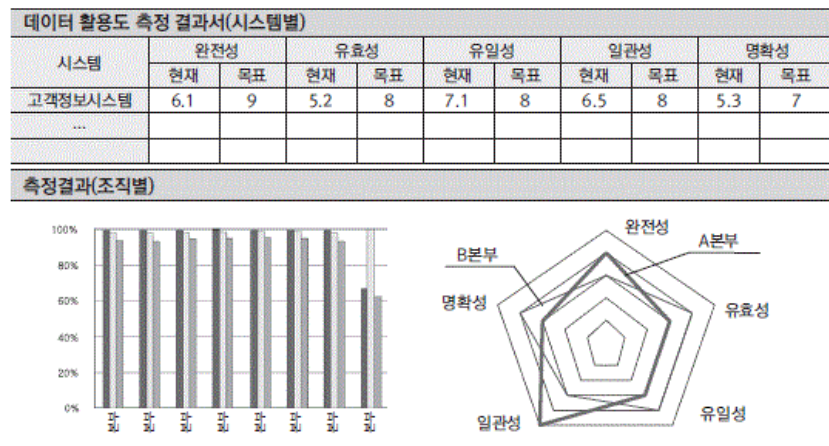 데이터 활용도 측정 결과서(시스템별)
시스템 완전성 유효성 유일성 일관성 명확성
현재 목표 현재 목표 현재 목표 현재 목표 현재 목표
고객정보시스템 6.1 9 5.2 8 7.1 8 6.5 8 5.3 7
...
측정결과(조직별)
100%
80%
60%
40%
20%
0%
완전성
B본부 A본부
명확성 유효성
일관성 유일성